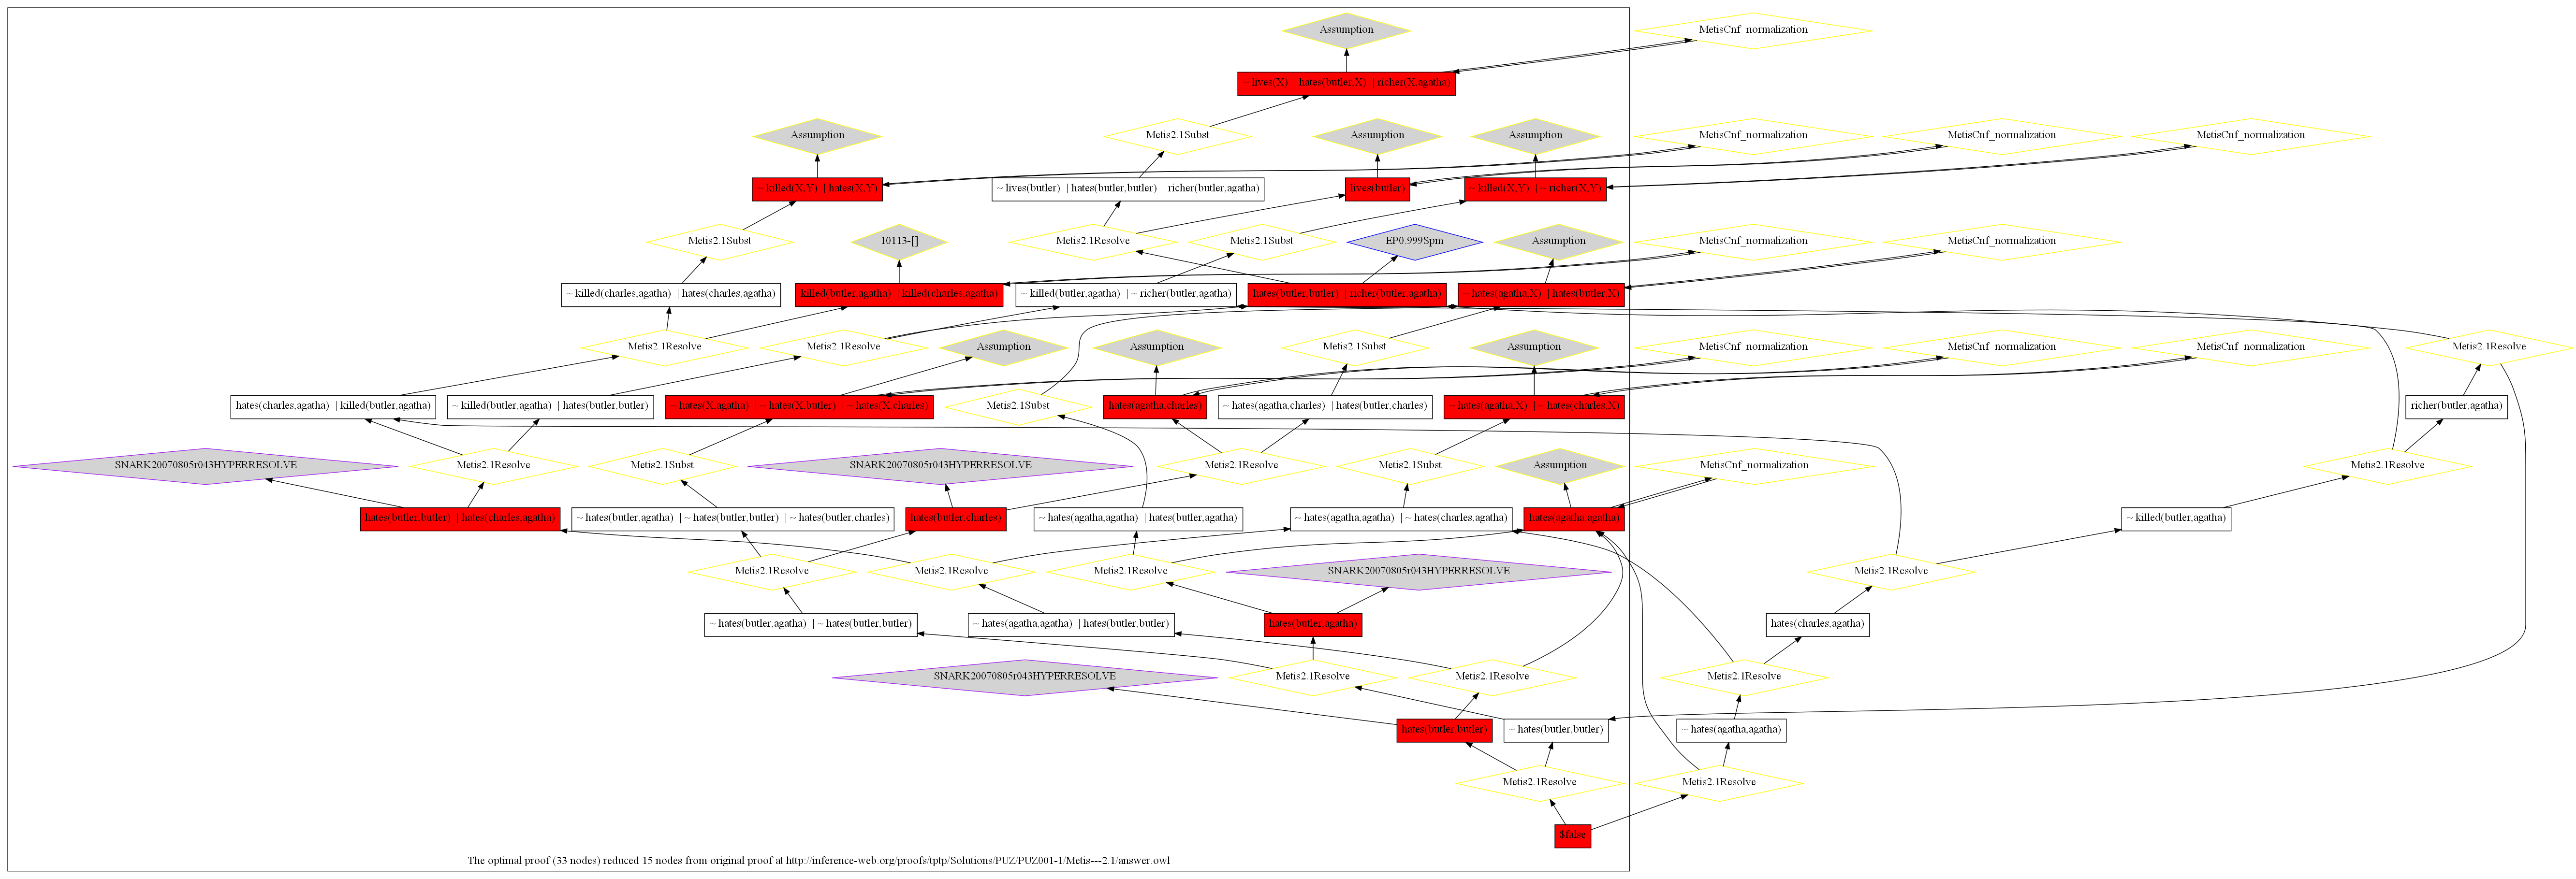 Assumption
MetisCnf_normalization
~ lives(X) | hates(butler,X) | richer(X,agatha)
Assumption
Metis2.1Subst
Assumption
Assumption
MetisCnf_normalization
MetisCnf_normalization
MetisCnf_normalization
~ killed(X,Y) | hates(X,Y)
~ lives(butler) | hates(butler,butler) | richer(butler,agatha)
lives(butler)
~ killed(X,Y) | ~ richer(X,Y)
Metis2.1Subst
10113-[]
Metis2.1Resolve
Metis2.1Subst
EP0.999Spm
Assumption
MetisCnf_normalization
MetisCnf_normalization
~ killed(charles,agatha) | hates(charles,agatha)
killed(butler,agatha) | killed(charles,agatha)
~ killed(butler,agatha) | ~ richer(butler,agatha)
hates(butler,butler) | richer(butler,agatha)
~ hates(agatha,X) | hates(butler,X)
Metis2.1Resolve
Metis2.1Resolve
Assumption
Assumption
Metis2.1Subst
Assumption
MetisCnf_normalization
MetisCnf_normalization
MetisCnf_normalization
Metis2.1Resolve
hates(charles,agatha) | killed(butler,agatha)
~ killed(butler,agatha) | hates(butler,butler)
~ hates(X,agatha) | ~ hates(X,butler) | ~ hates(X,charles)
Metis2.1Subst
hates(agatha,charles)
~ hates(agatha,charles) | hates(butler,charles)
~ hates(agatha,X) | ~ hates(charles,X)
richer(butler,agatha)
SNARK20070805r043HYPERRESOLVE
Metis2.1Resolve
Metis2.1Subst
SNARK20070805r043HYPERRESOLVE
Metis2.1Resolve
Metis2.1Subst
Assumption
MetisCnf_normalization
Metis2.1Resolve
hates(butler,butler) | hates(charles,agatha)
~ hates(butler,agatha) | ~ hates(butler,butler) | ~ hates(butler,charles)
hates(butler,charles)
~ hates(agatha,agatha) | hates(butler,agatha)
~ hates(agatha,agatha) | ~ hates(charles,agatha)
hates(agatha,agatha)
~ killed(butler,agatha)
Metis2.1Resolve
Metis2.1Resolve
Metis2.1Resolve
SNARK20070805r043HYPERRESOLVE
Metis2.1Resolve
~ hates(butler,agatha) | ~ hates(butler,butler)
~ hates(agatha,agatha) | hates(butler,butler)
hates(butler,agatha)
hates(charles,agatha)
SNARK20070805r043HYPERRESOLVE
Metis2.1Resolve
Metis2.1Resolve
Metis2.1Resolve
hates(butler,butler)
~ hates(butler,butler)
~ hates(agatha,agatha)
Metis2.1Resolve
Metis2.1Resolve
$false
The optimal proof (33 nodes) reduced 15 nodes from original proof at http://inference-web.org/proofs/tptp/Solutions/PUZ/PUZ001-1/Metis---2.1/answer.owl